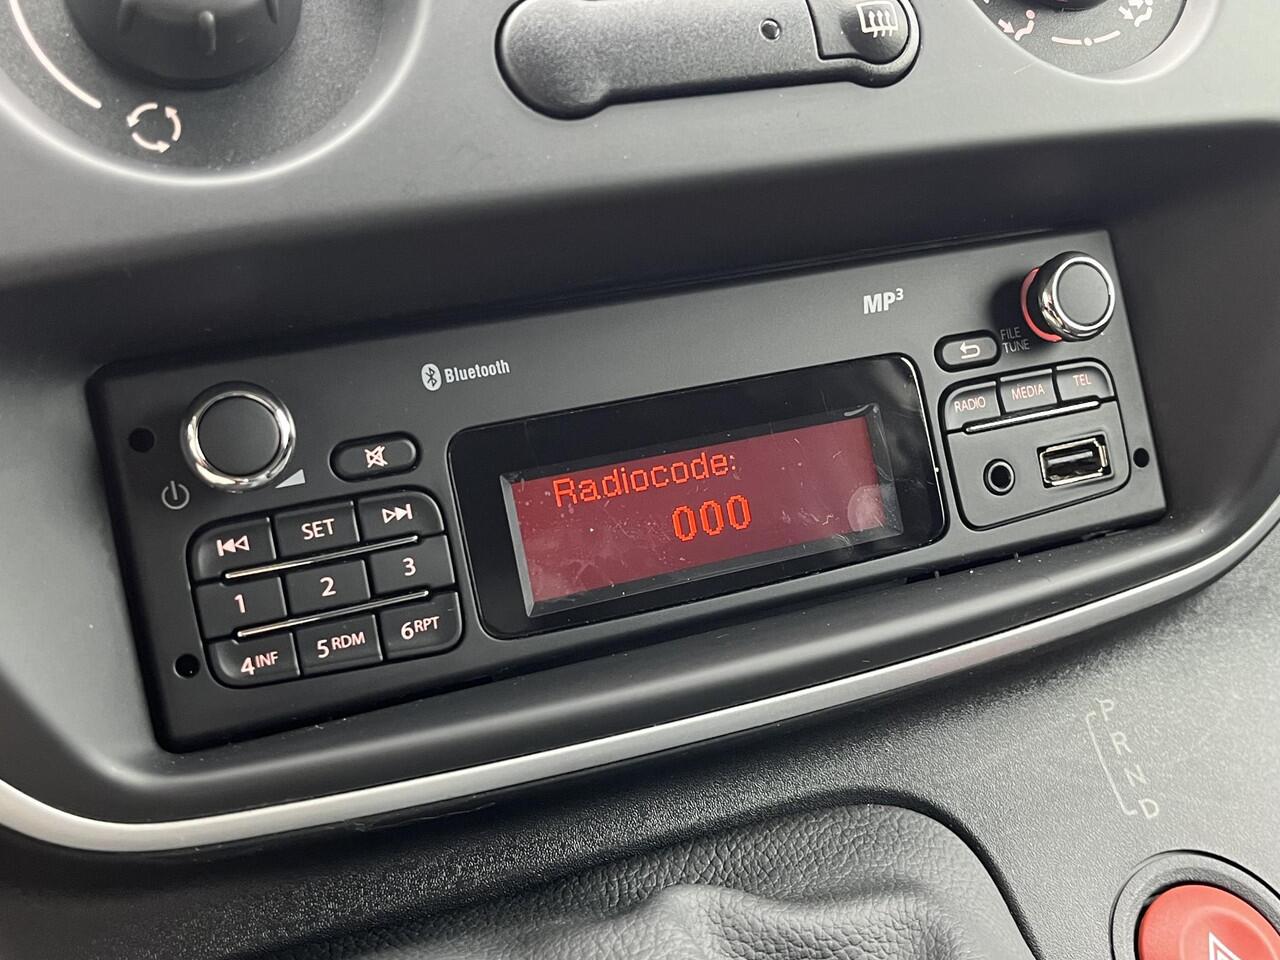 MP3
Bluetooth
FILE
TUNE
RADIO MEDIA TEL
Radiocode:
000
SET
1 2 3
4INF 5RDM 6RPT
P
R
N
D